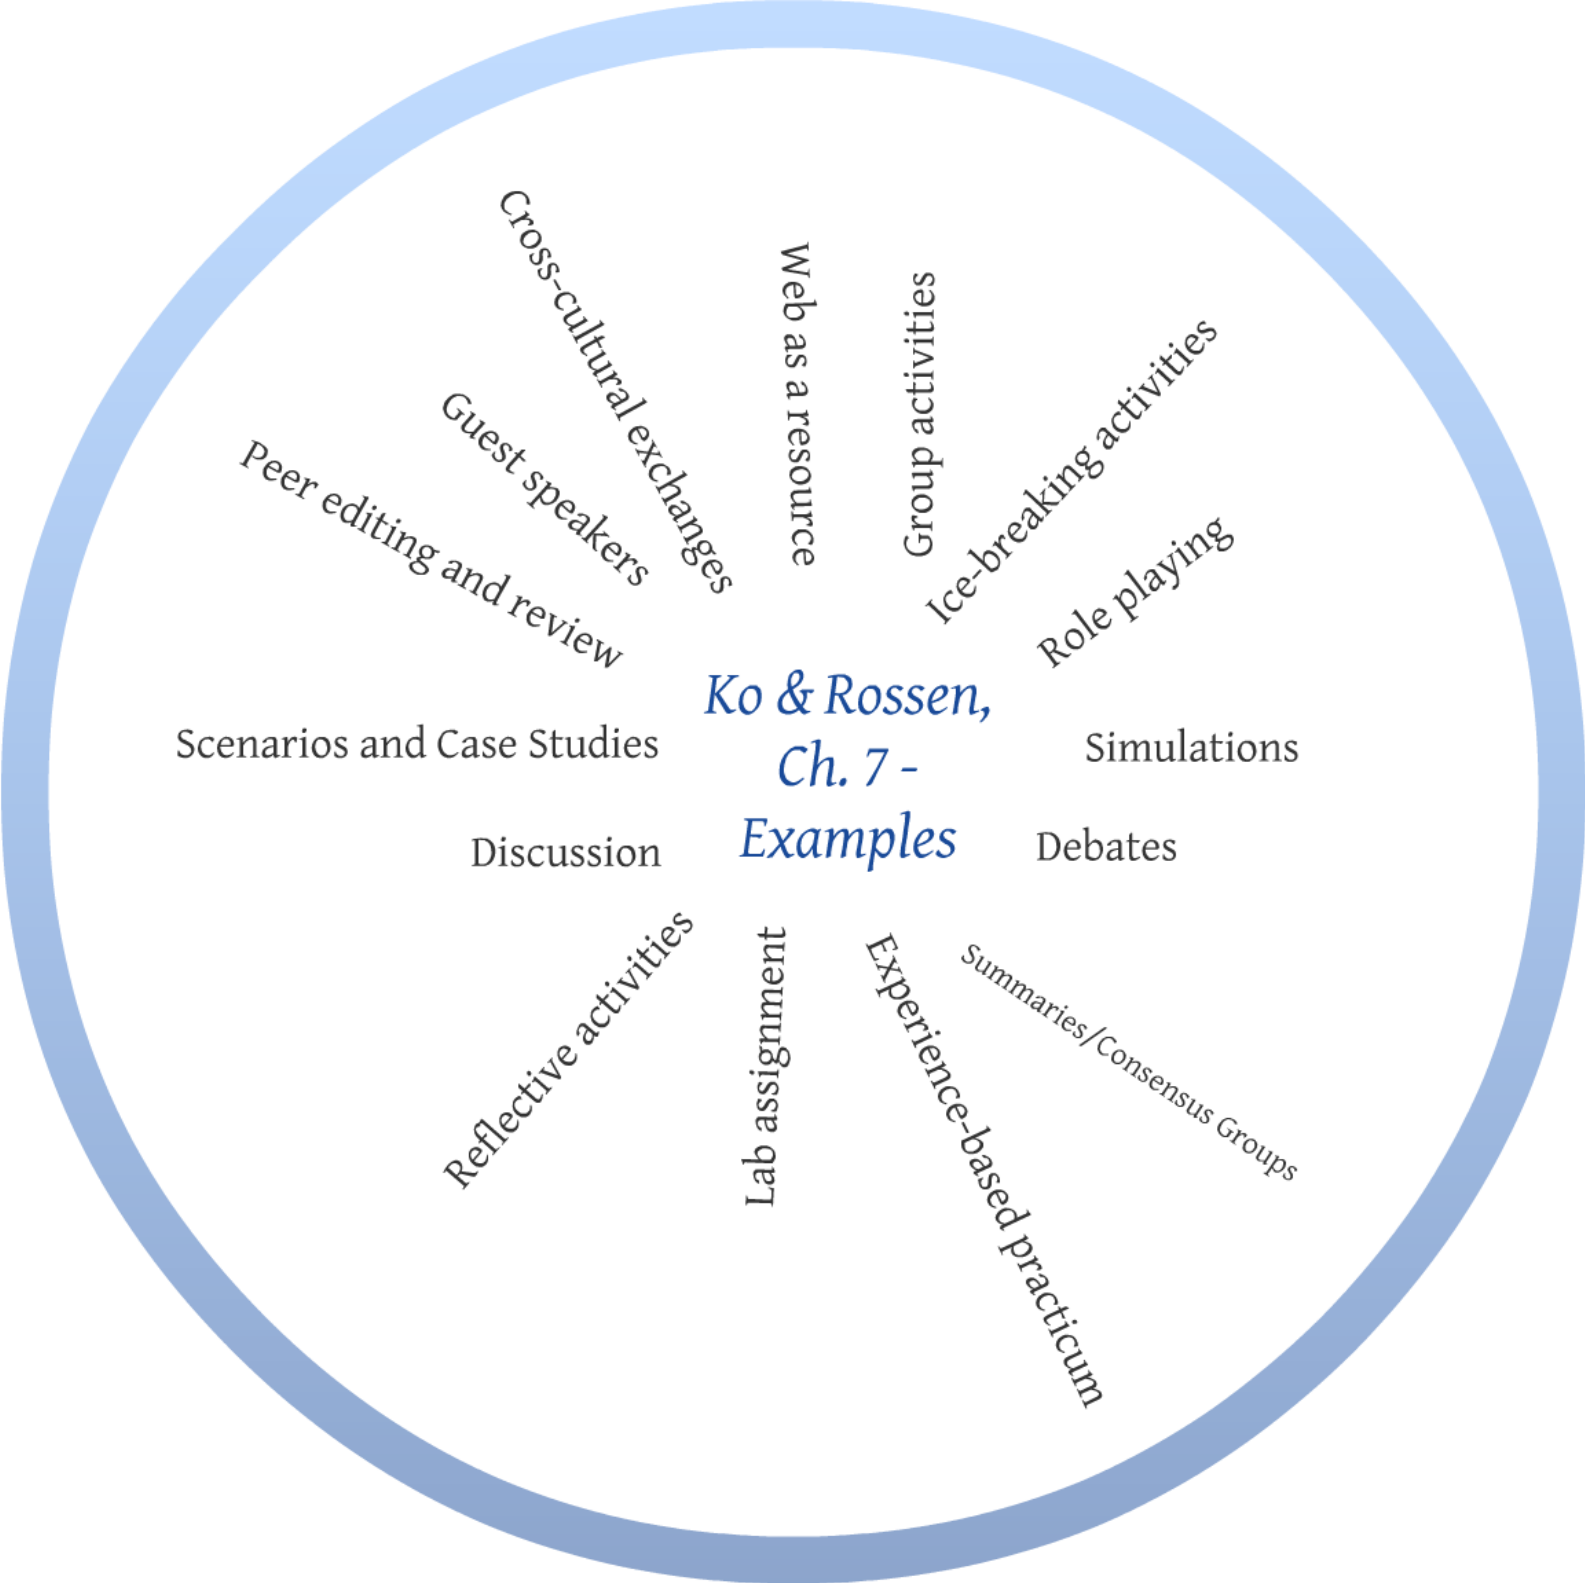 Ko & Rossen,
Ch. 7 -
Examples
Web as a resource
Group activities
Ice-breaking activities
Role playing
Simulations
Debates
Summaries/Consensus Groups
Experience-based practicum
Lab assignment
Reflective activities
Discussion
Scenarios and Case Studies
Peer editing and review
Guest speakers
Cross-cultural exchanges